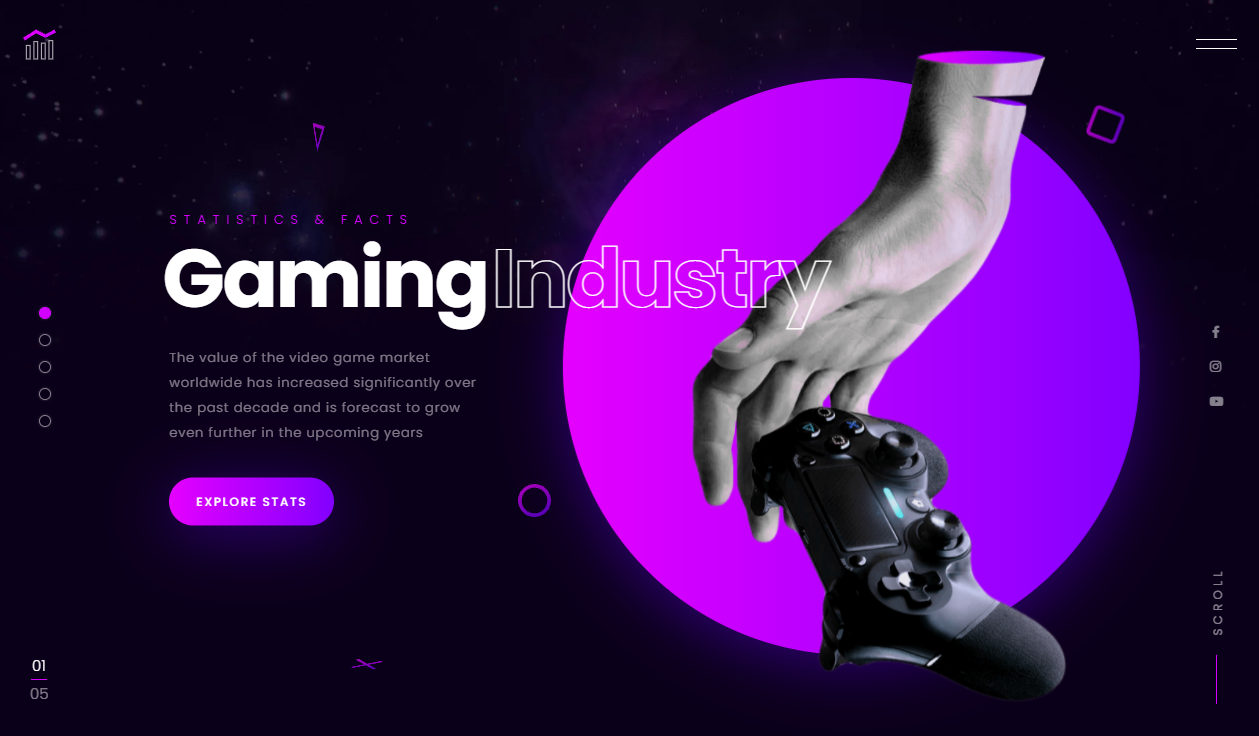 STATISTICS & FACTS
Gaming Industry
The value of the video game market
worldwide has increased significantly over
the past decade and is forecast to grow
even further in the upcoming years
EXPLORE STATS
SCROLL
01
05